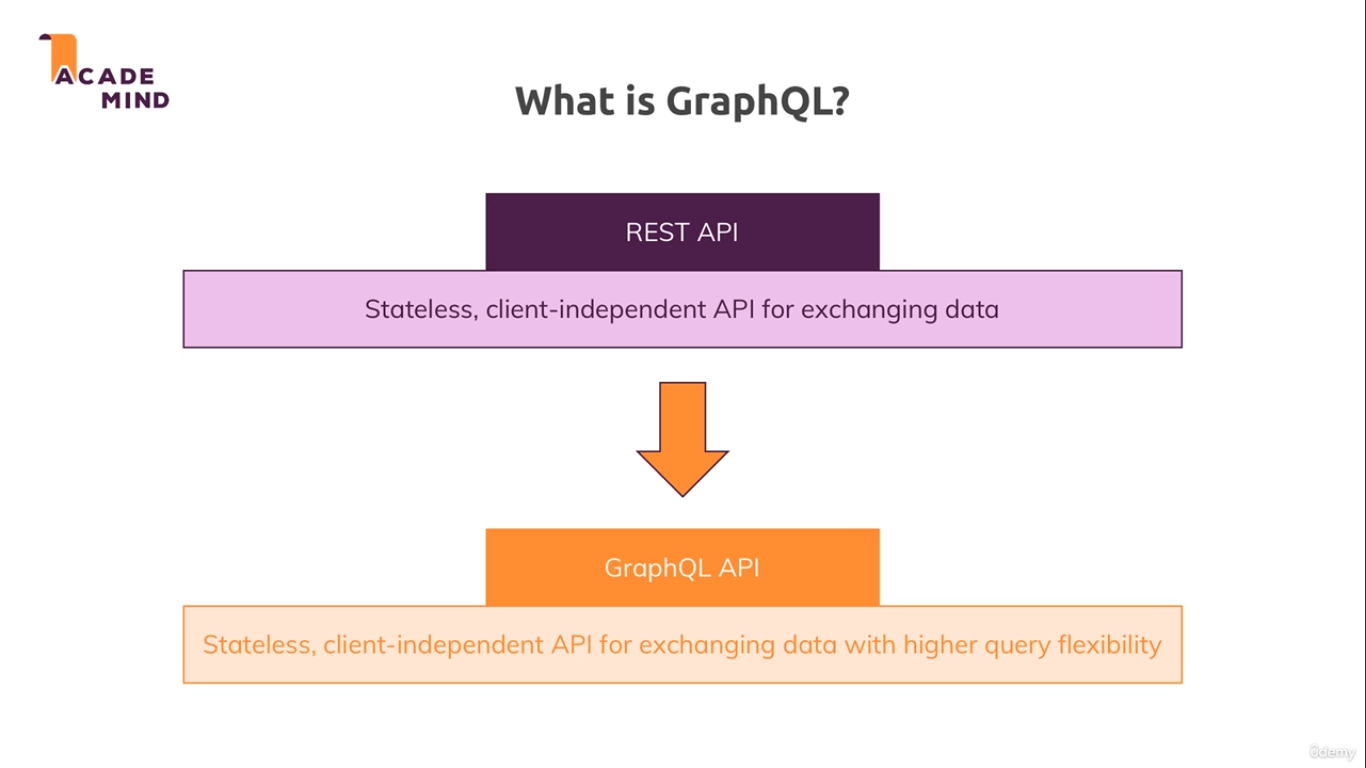 ACADE
MIND
What is GraphQL?
REST API
Stateless, client-independent API for exchanging data
GraphQL API
Stateless, client-independent API for exchanging data with higher query flexibility
ûdemy